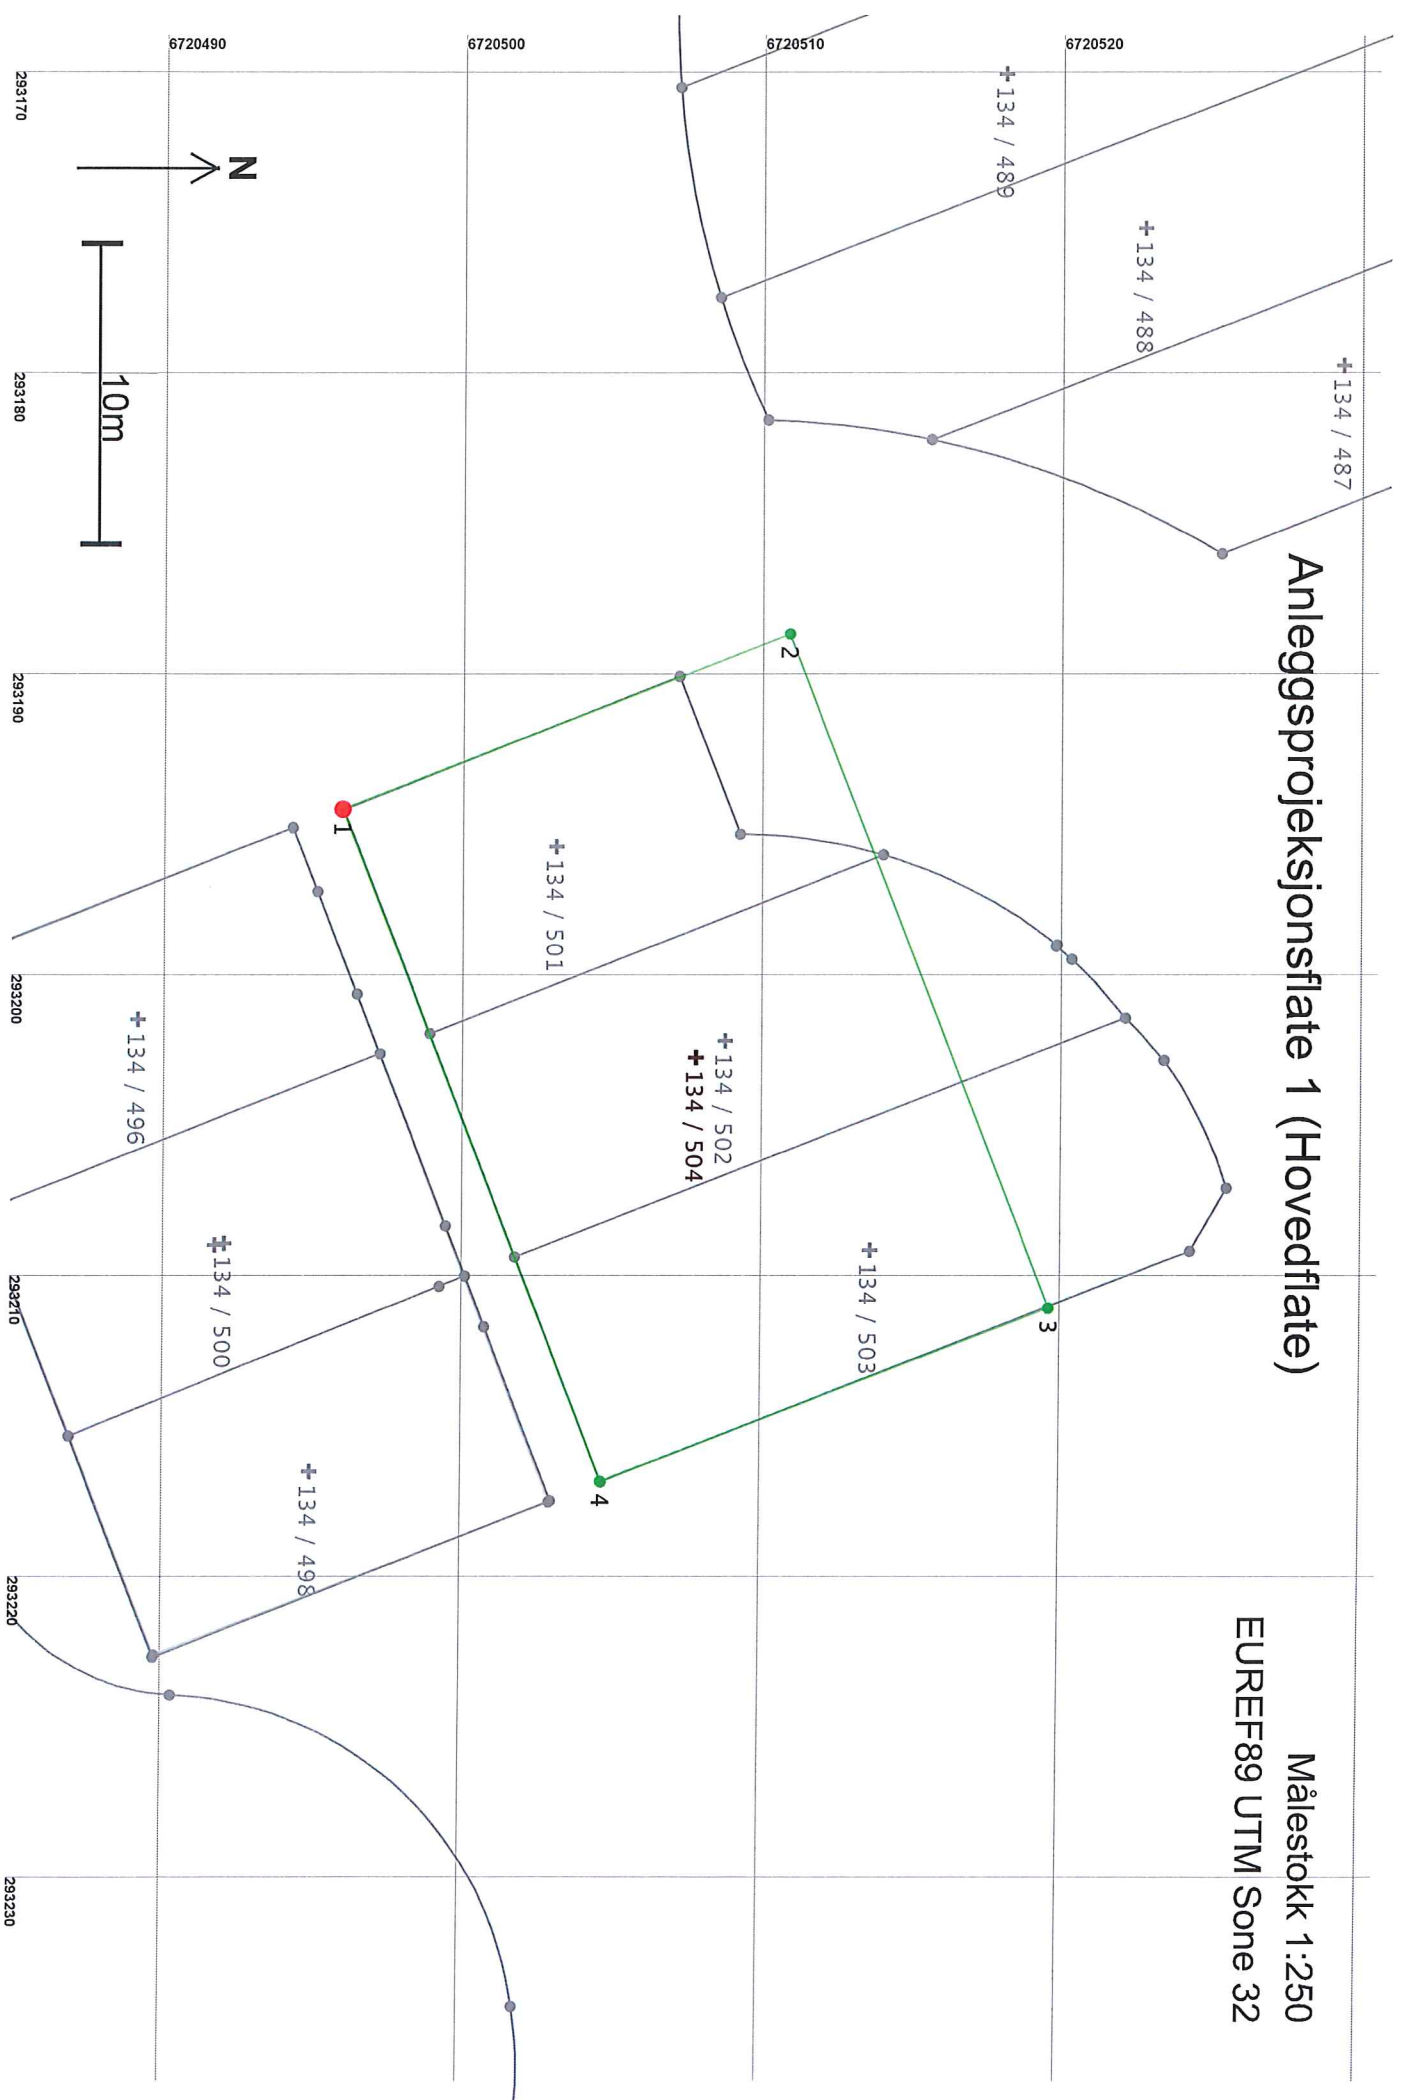 Anleggsprojeksjonsflate 1 (Hovedflate)
Målestokk 1:250
EUREF89 UTM Sone 32
6720520
6720510
6720500
6720490
293170
293180
293190
293200
293210
293220
293230
N
10m
134 / 487
134 / 488
134 / 489
2
3
1
4
134 / 501
134 / 502
134 / 504
134 / 503
134 / 496
134 / 500
134 / 498